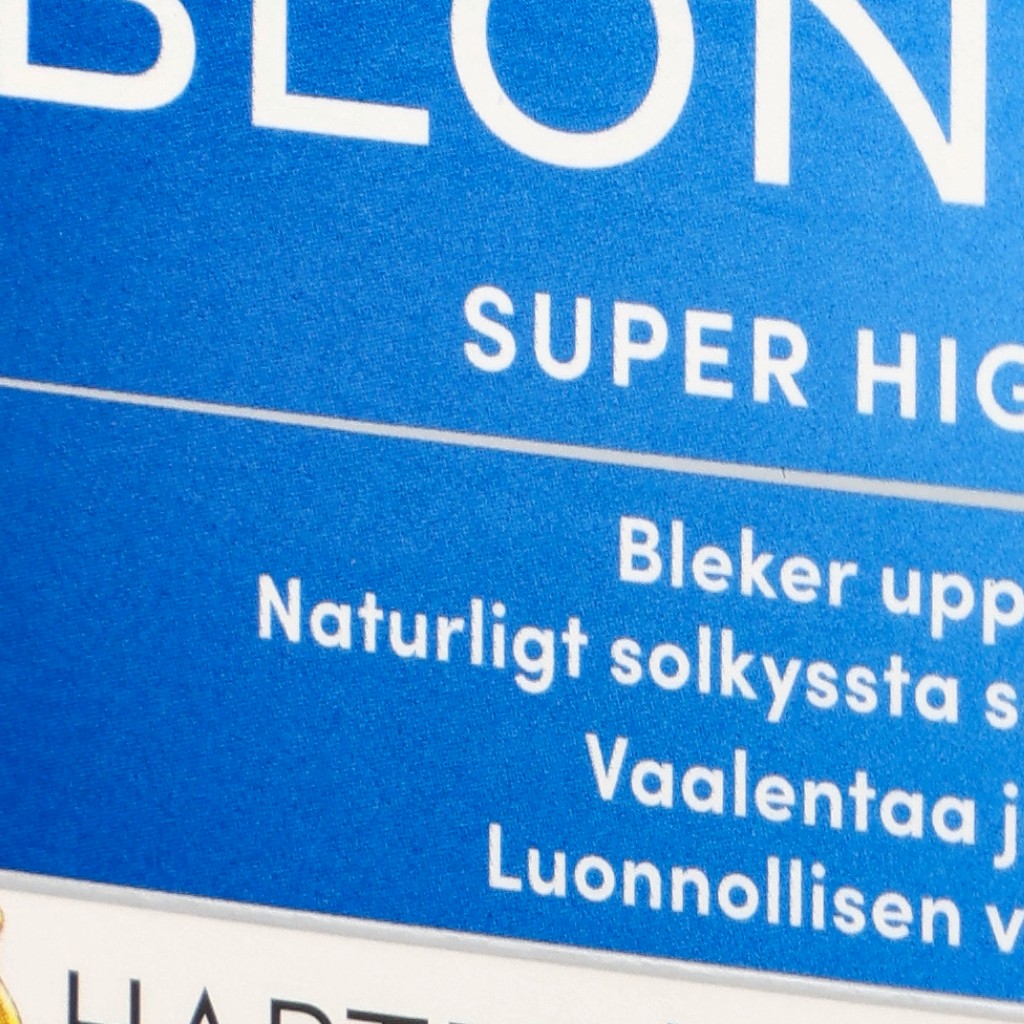 BLON
SUPER HIG
Bleker upp
Naturligt solkyssta s
Vaalentaa j
Luonnollisen v